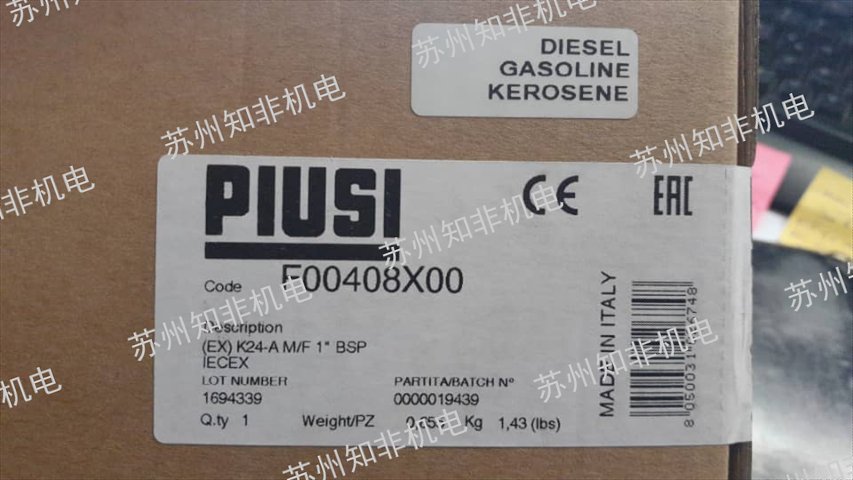 DIESEL
GASOLINE
KEROSENE
PIUSI
CE
EAC
Code F00408X00
Description
(EX) K24-A M/F 1" BSP
IECEX
LOT NUMBER PARTITA/BATCH Nº
1694339 0000019439
Q.ty 1 Weight/PZ Kg 1,43 (lbs)
MADE IN ITALY
苏州知非机电
苏州知非机电
苏州知非机电
苏州知非机电
苏州知非机电
苏州知非机电
苏州知非机电
苏州知非机电